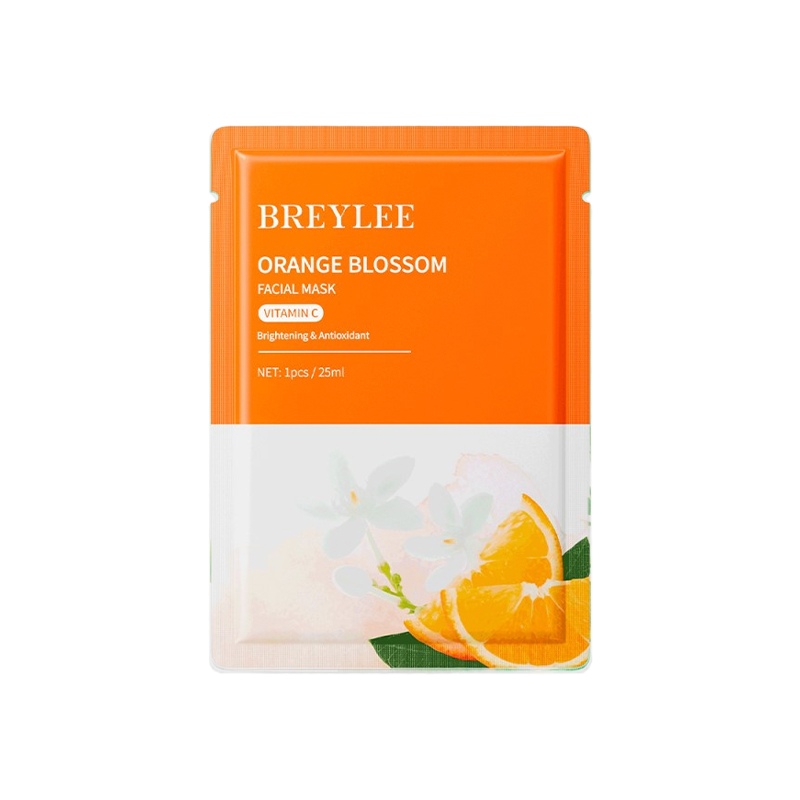 BREYLEE
ORANGE BLOSSOM
FACIAL MASK
VITAMIN C
Brightening & Antioxidant
NET: 1pcs / 25ml